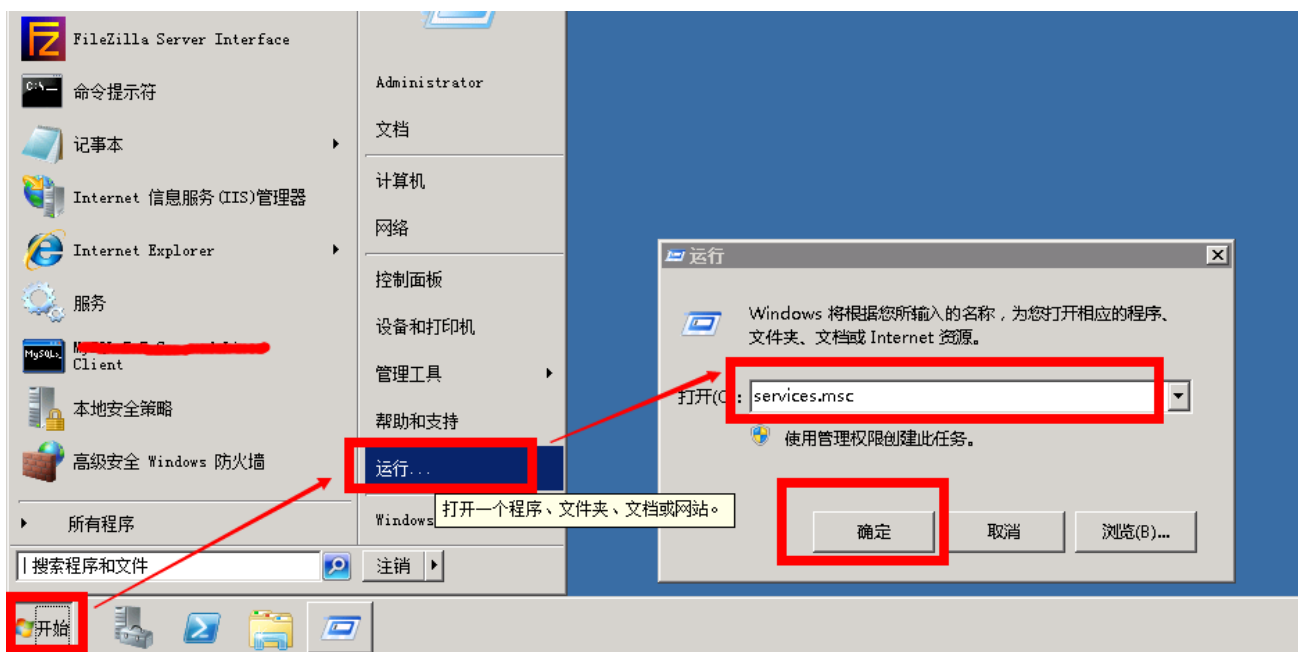 FileZilla Server Interface
命令提示符
记事本
Internet 信息服务(IIS)管理器
Internet Explorer
服务
Client
本地安全策略
高级安全 Windows 防火墙
所有程序
搜索程序和文件
Administrator
文档
计算机
网络
控制面板
设备和打印机
管理工具
帮助和支持
运行...
打开一个程序、文件夹、文档或网站。
Windows
注销
开始
运行
Windows 将根据您所输入的名称，为您打开相应的程序、
文件夹、文档或 Internet 资源。
打开(O): services.msc
使用管理权限创建此任务。
确定 取消 浏览(B)...